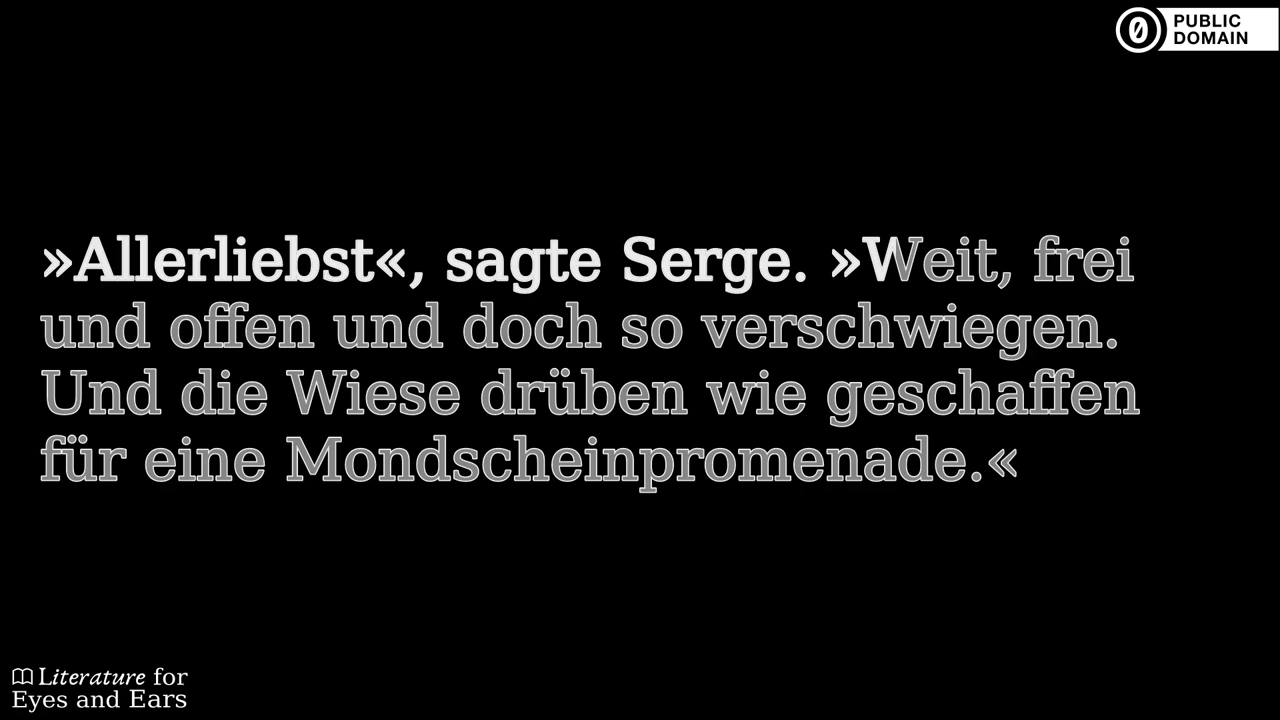 PUBLIC
DOMAIN
»Allerliebst«, sagte Serge. »Weit, frei
und offen und doch so verschwiegen.
Und die Wiese drüben wie geschaffen
für eine Mondscheinpromenade.«
Literature for
Eyes and Ears